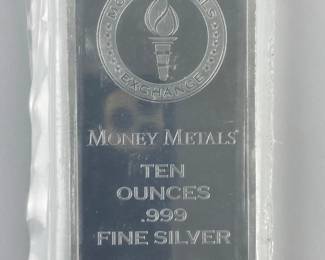 EXCHANGE
MONEY METALS®
TEN
OUNCES
.999
FINE SILVER